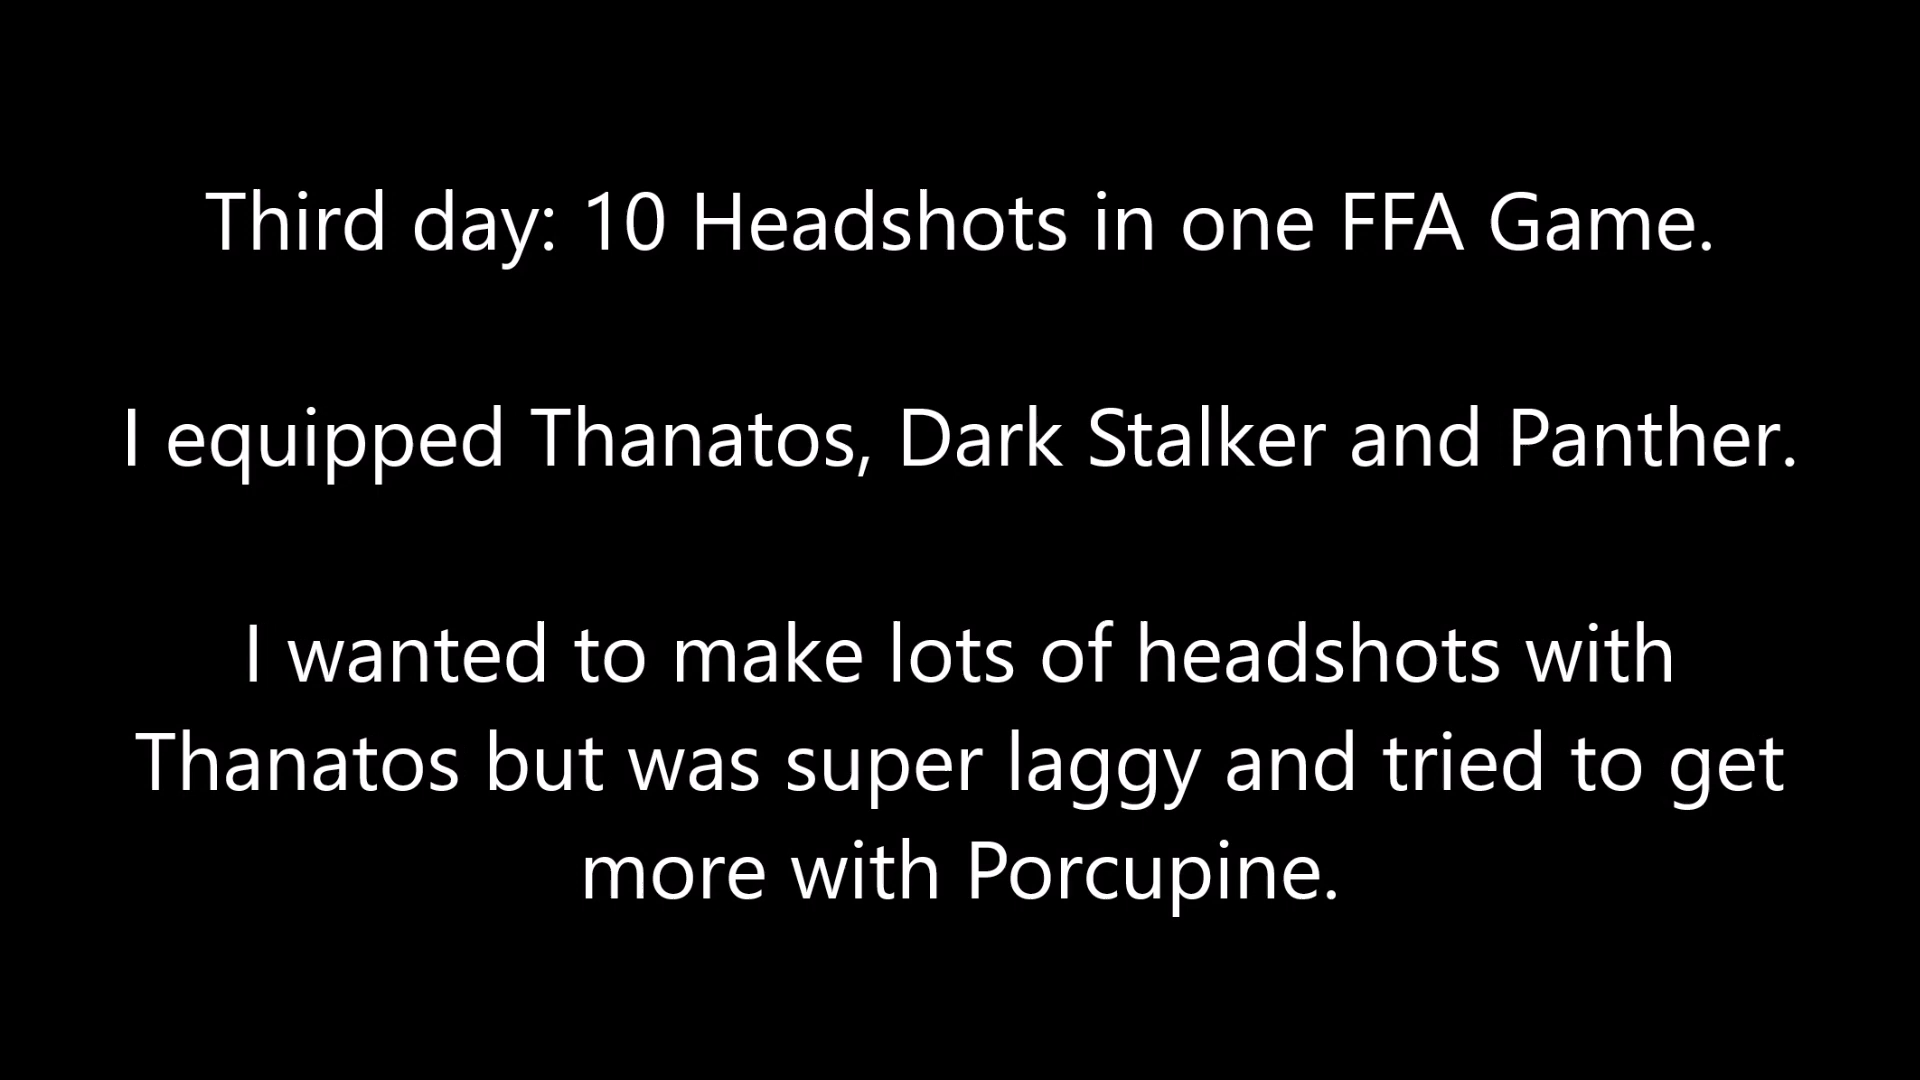 Third day: 10 Headshots in one FFA Game.
I equipped Thanatos, Dark Stalker and Panther.
I wanted to make lots of headshots with
Thanatos but was super laggy and tried to get
more with Porcupine.